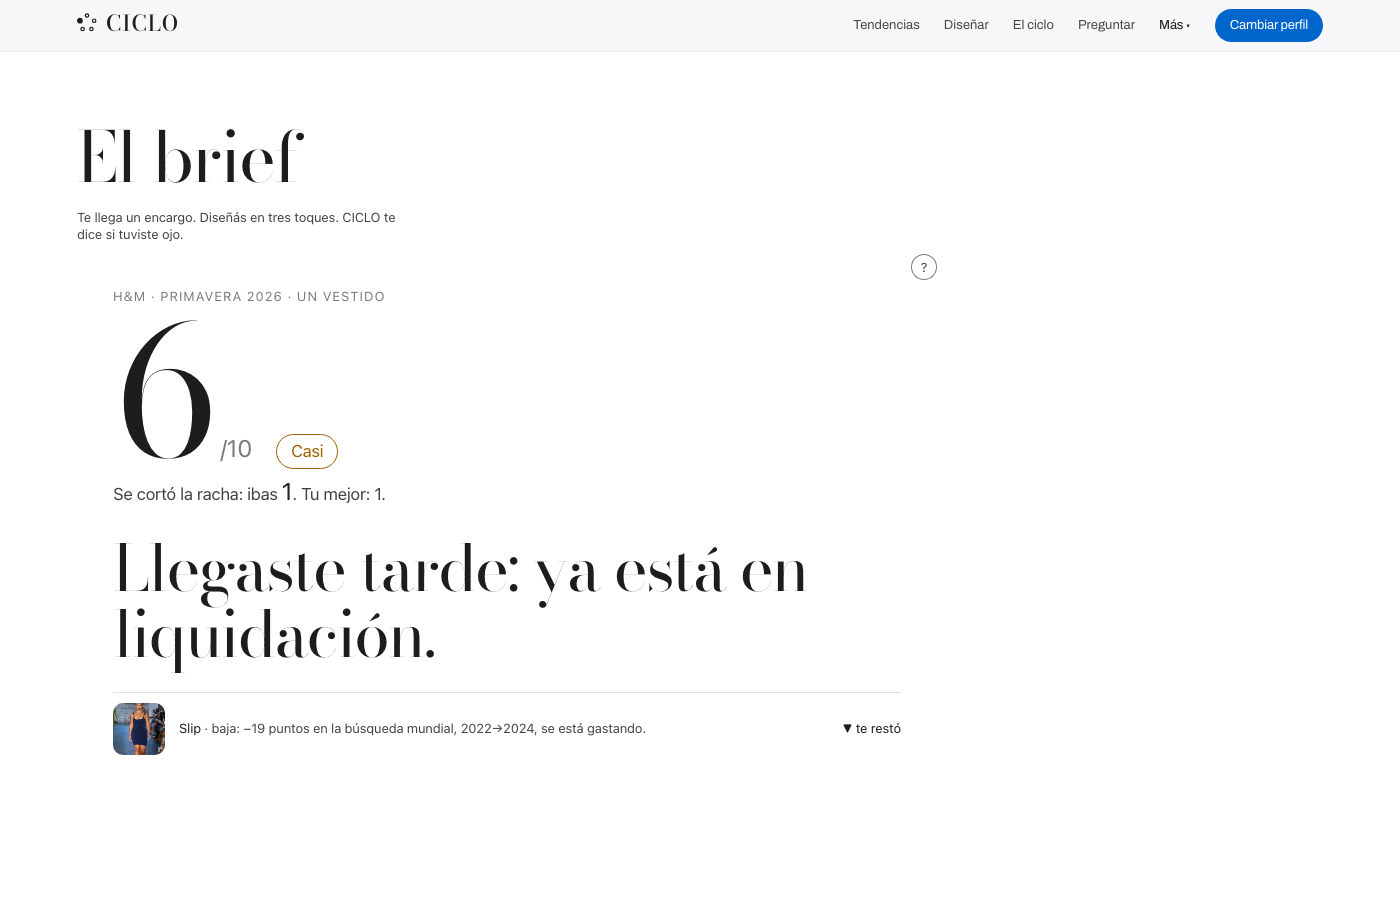 CICLO
Tendencias
Diseñar
El ciclo
Preguntar
Más ▾
Cambiar perfil
El brief
Te llega un encargo. Diseñás en tres toques. CICLO te
dice si tuviste ojo.
?
H&M · PRIMAVERA 2026 · UN VESTIDO
6/10
Casi
Se cortó la racha: ibas 1. Tu mejor: 1.
Llegaste tarde: ya está en
liquidación.
Slip · baja: −19 puntos en la búsqueda mundial, 2022→2024, se está gastando.
▼ te restó